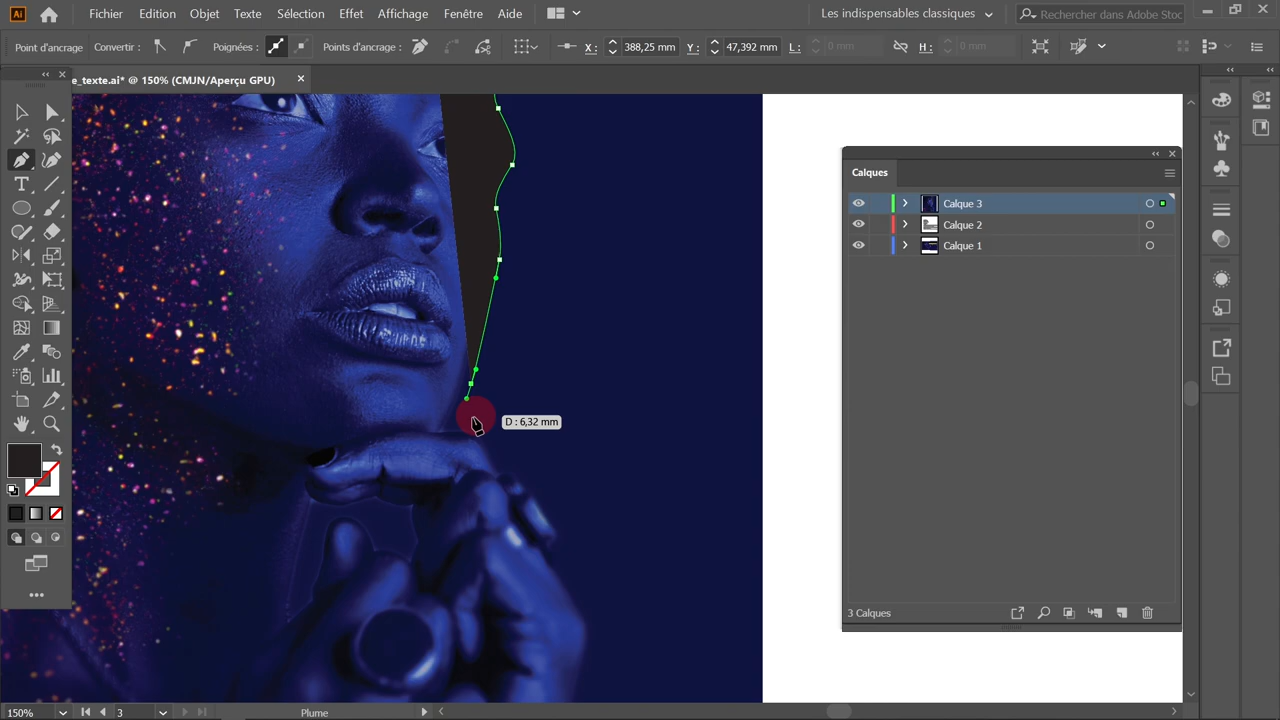 Ai
Fichier Edition Objet Texte Sélection Effet Affichage Fenêtre Aide
Les indispensables classiques
Rechercher dans Adobe Stoc
Point d'ancrage Convertir : Poignées : Points d'ancrage : X : 388,25 mm Y : 47,392 mm L : 0 mm H : 0 mm
e_texte.ai* @ 150% (CMJN/Aperçu GPU)
Calques
Calque 3
Calque 2
Calque 1
D : 6,32 mm
3 Calques
150% 3 Plume